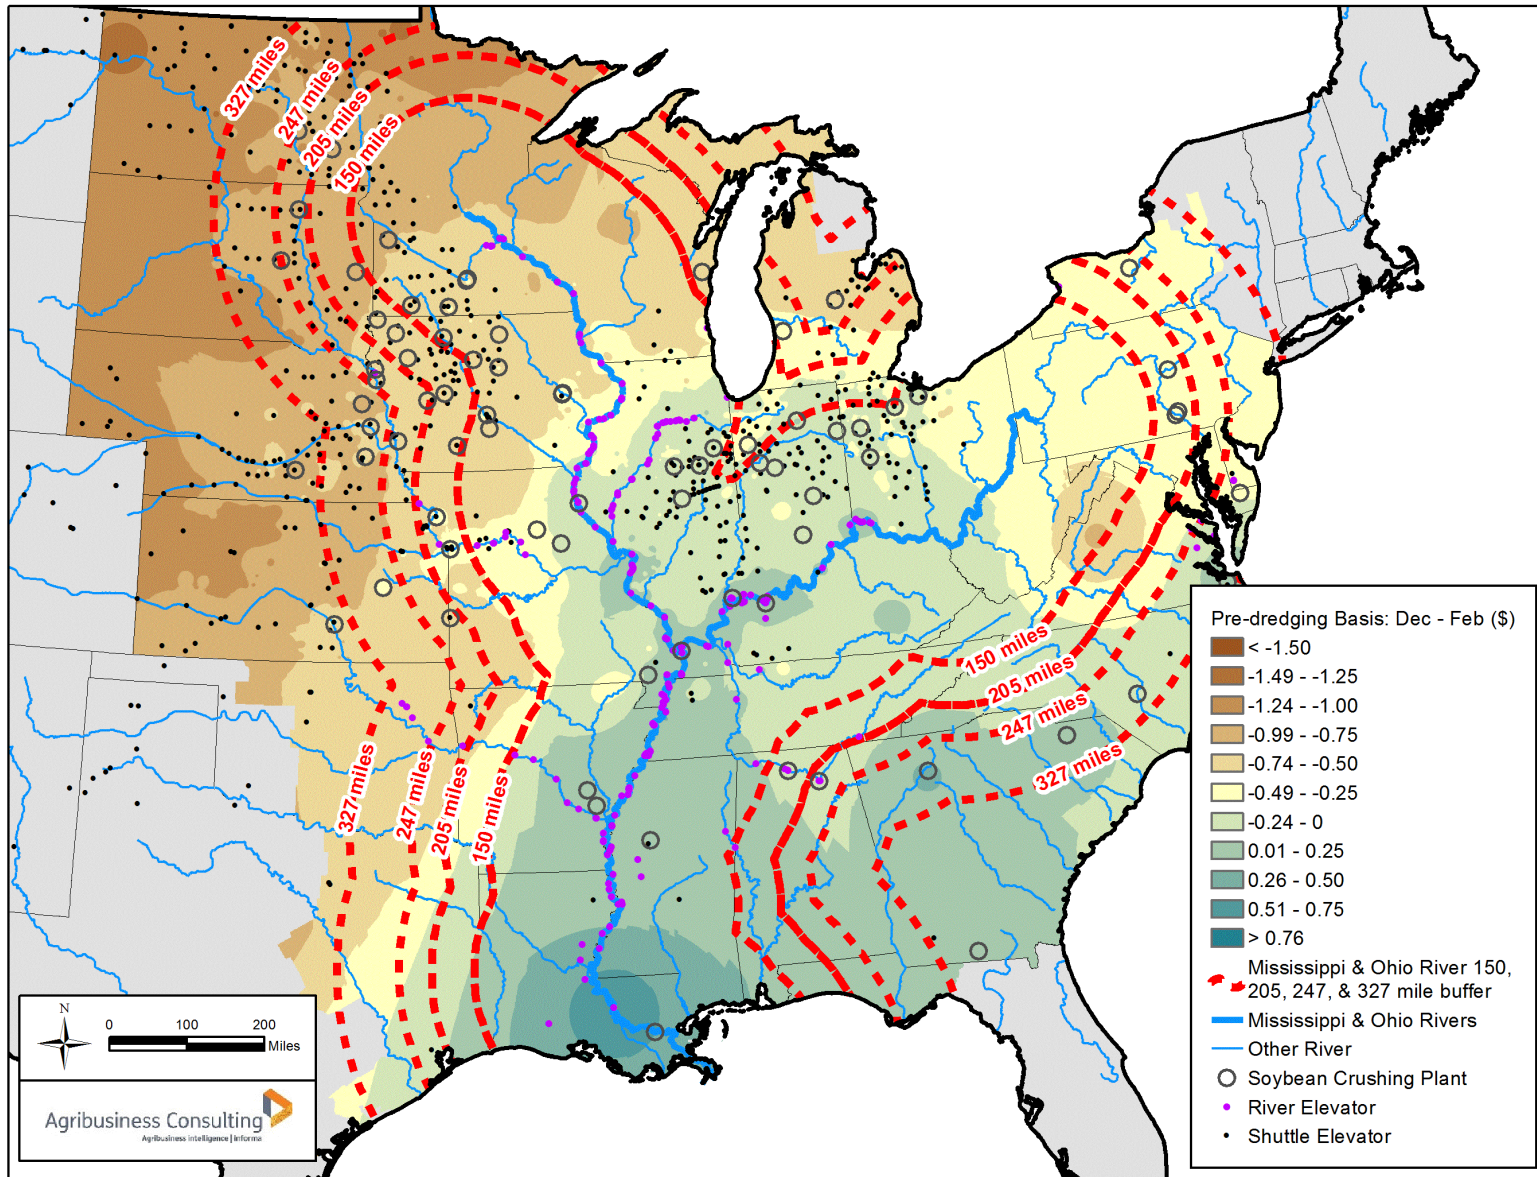 327 miles
247 miles
205 miles
150 miles
150 miles
205 miles
247 miles
327 miles
327 miles
247 miles
205 miles
150 miles
Pre-dredging Basis: Dec - Feb ($)
< -1.50
-1.49 - -1.25
-1.24 - -1.00
-0.99 - -0.75
-0.74 - -0.50
-0.49 - -0.25
-0.24 - 0
0.01 - 0.25
0.26 - 0.50
0.51 - 0.75
> 0.76
Mississippi & Ohio River 150,
205, 247, & 327 mile buffer
Mississippi & Ohio Rivers
Other River
Soybean Crushing Plant
River Elevator
Shuttle Elevator
N
0 100 200
Miles
Agribusiness Consulting
Agribusiness intelligence | informa